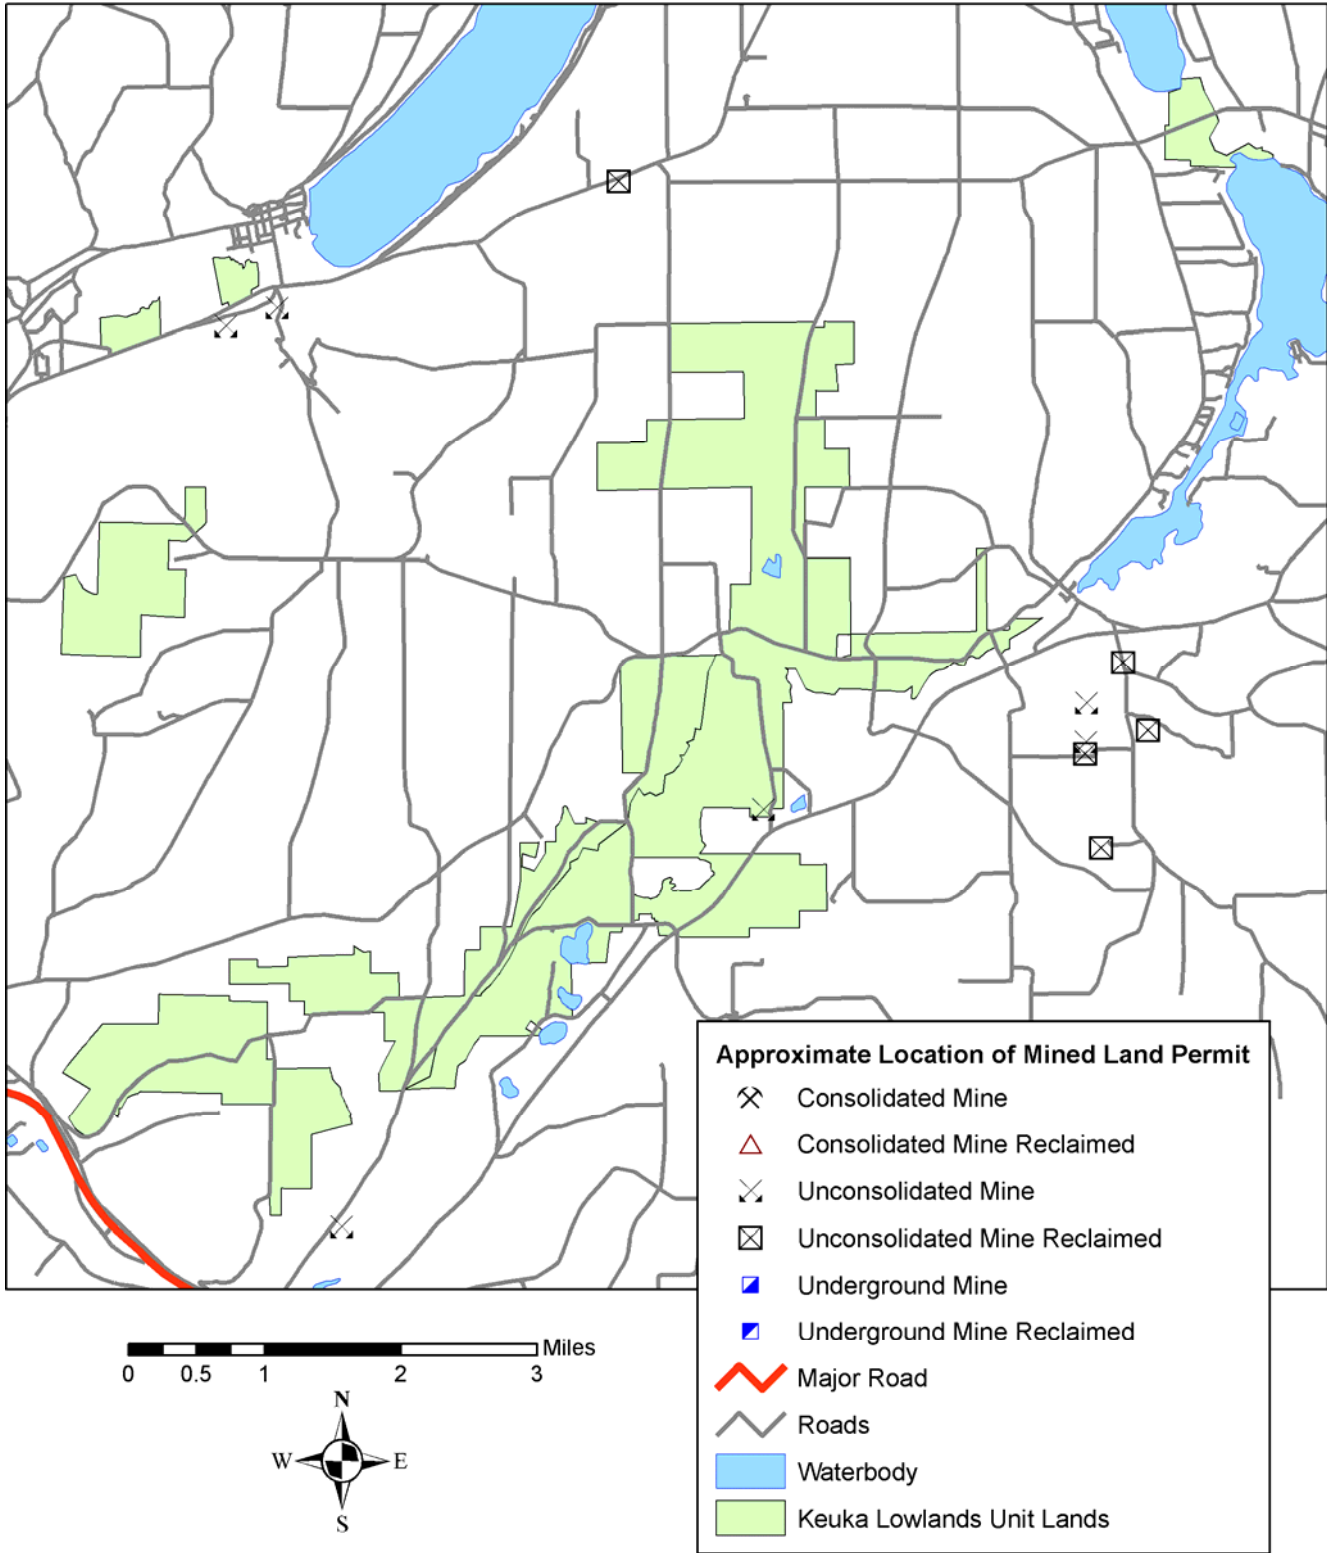 Approximate Location of Mined Land Permit
Consolidated Mine
Consolidated Mine Reclaimed
Unconsolidated Mine
Unconsolidated Mine Reclaimed
Underground Mine
Underground Mine Reclaimed
Major Road
Roads
Waterbody
Keuka Lowlands Unit Lands
Miles
0 0.5 1 2 3
N
W E
S